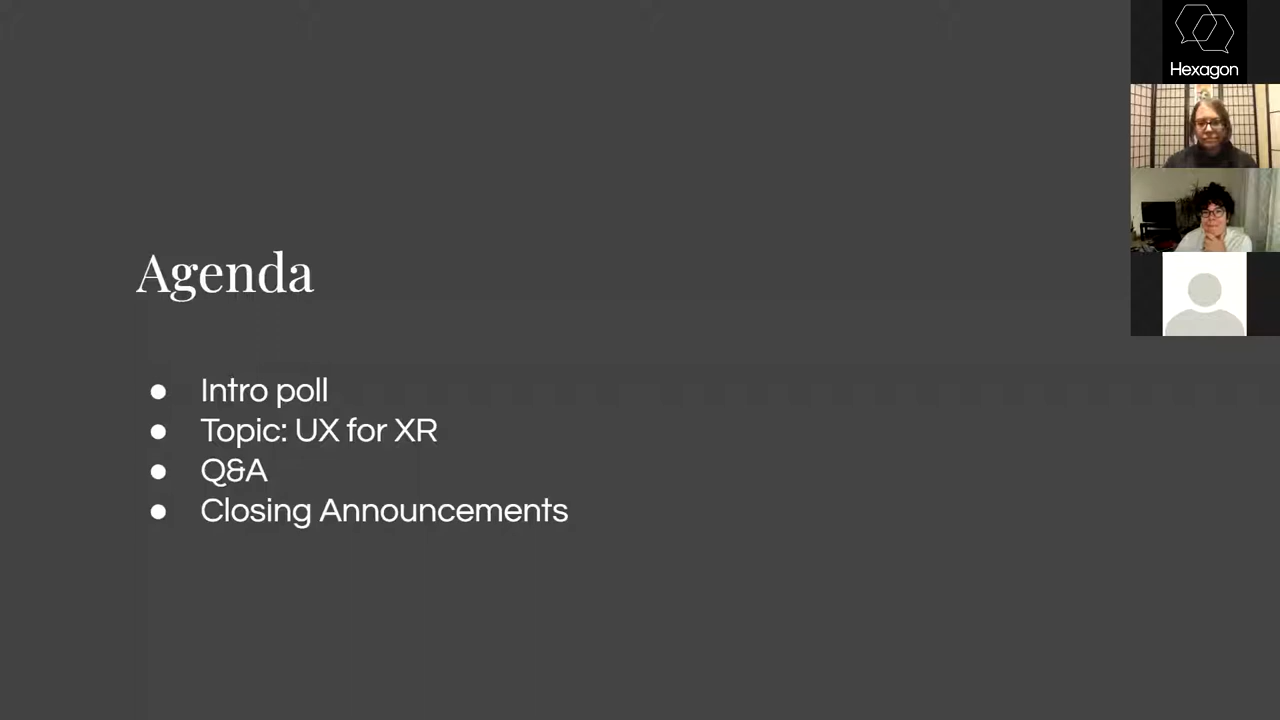 Hexagon
Agenda
● Intro poll
● Topic: UX for XR
● Q&A
● Closing Announcements